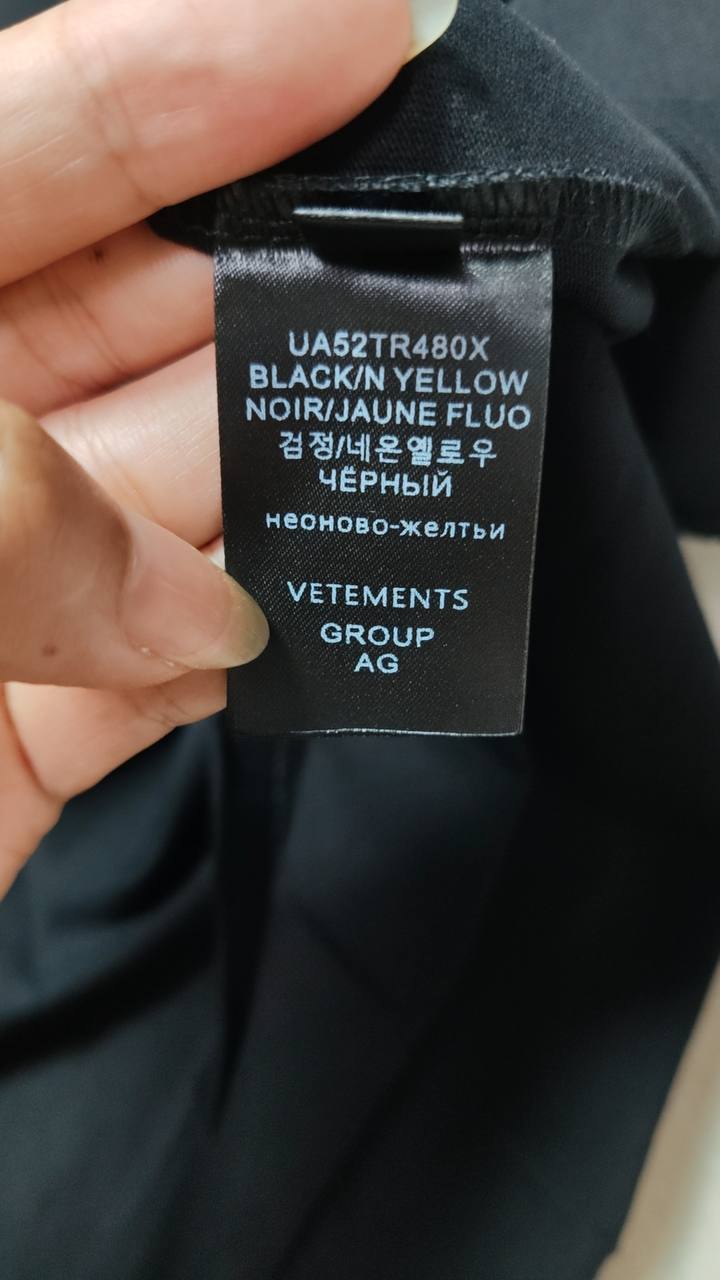 UA52TR480X
BLACK/N YELLOW
NOIR/JAUNE FLUO
검정/네온옐로우
ЧЁРНЫЙ
неоново-желтьи
VETEMENTS
GROUP
AG